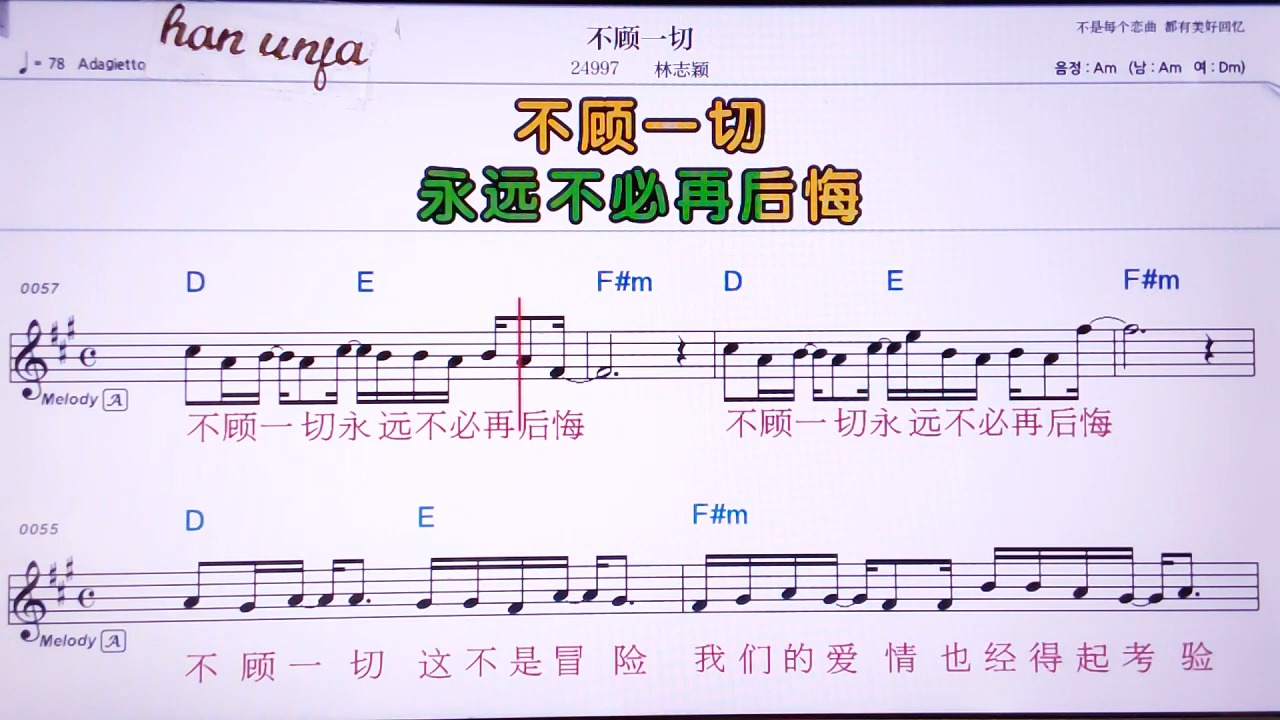 han unfa
不顾一切
不是每个恋曲 都有美好回忆
♩= 78 Adagietto
24997 林志颖
음정 : Am (남 : Am 여 : Dm)
不顾一切
永远不必再后悔
D E F#m D E F#m
0057
Melody A
不顾一切永远不必再后悔 不顾一切永远不必再后悔
D E F#m
0055
Melody A
不顾一切这不是冒险 我们的爱情也经得起考验